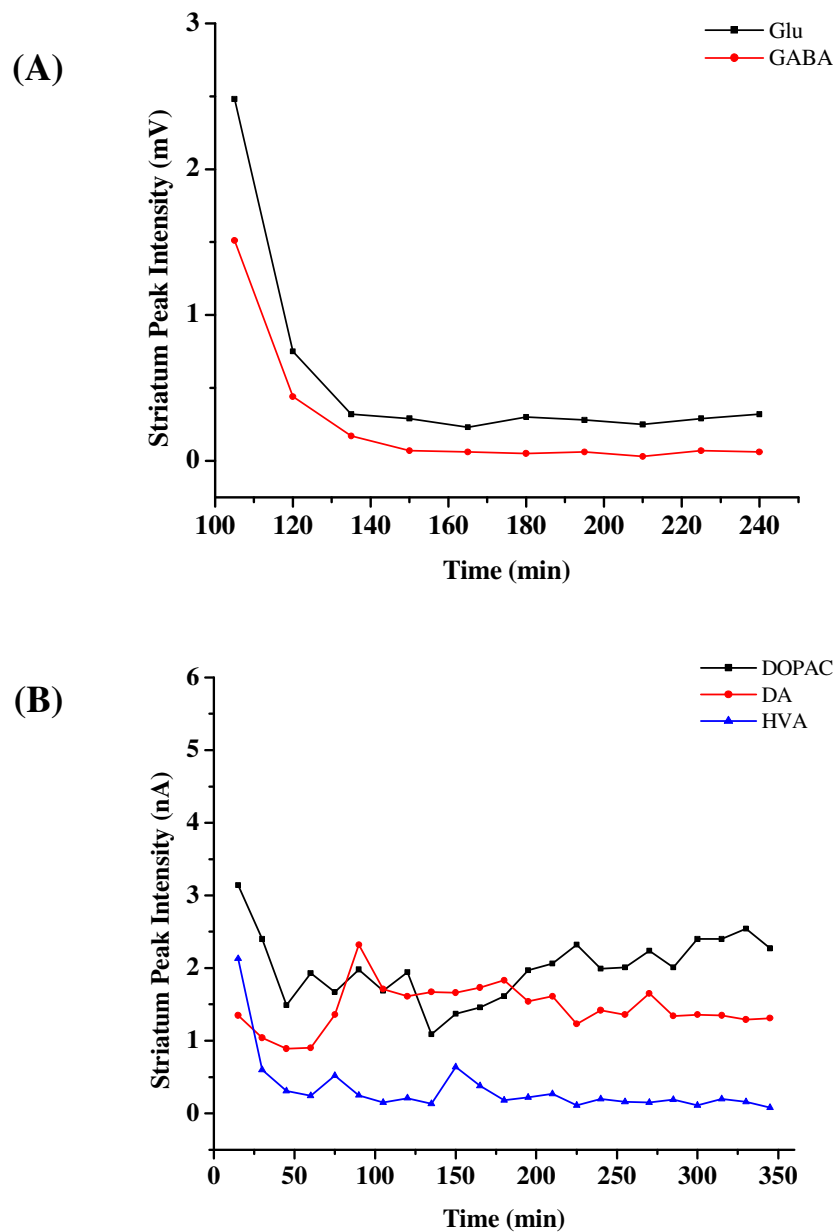 (A)
Glu
GABA
Striatum Peak Intensity (mV)
3
2
1
0
100 120 140 160 180 200 220 240
Time (min)
(B)
DOPAC
DA
HVA
Striatum Peak Intensity (nA)
6
5
4
3
2
1
0
0 50 100 150 200 250 300 350
Time (min)